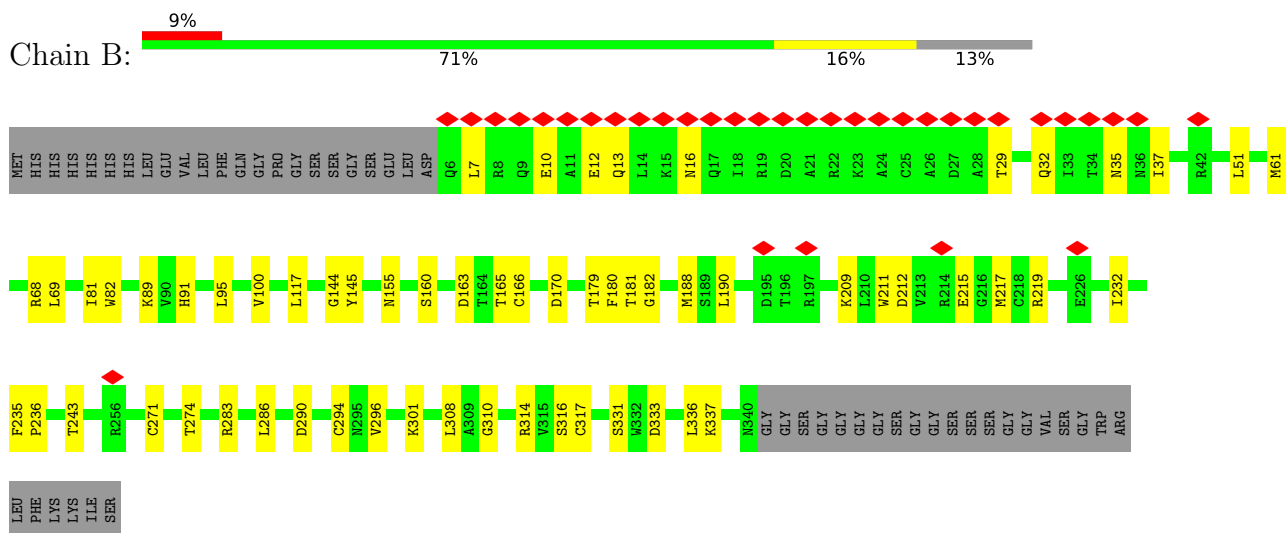 9%
Chain B:
71% 16% 13%
MET HIS HIS HIS HIS HIS HIS LEU GLU VAL LEU PHE GLN GLY PRO GLY SER SER GLY SER GLU LEU ASP Q6 L7 R8 Q9 E10 A11 E12 Q13 L14 K15 N16 Q17 I18 R19 D20 A21 R22 K23 A24 C25 A26 D27 A28 T29 Q32 I33 T34 N35 N36 I37 R42 L51 M61
R68 L69 I81 W82 K89 V90 H91 L95 V100 L117 G144 Y145 N155 S160 D163 T164 T165 C166 D170 T179 F180 T181 G182 M188 S189 L190 D195 T196 R197 K209 L210 W211 D212 V213 R214 E215 G216 M217 C218 R219 E226 I232
F235 P236 T243 R256 C271 T274 R283 L286 D290 C294 N295 V296 K301 L308 A309 G310 R314 V315 S316 C317 S331 W332 D333 L336 K337 N340 GLY GLY SER GLY GLY GLY GLY SER GLY GLY SER SER SER GLY GLY VAL SER GLY TRP ARG
LEU PHE LYS LYS ILE SER